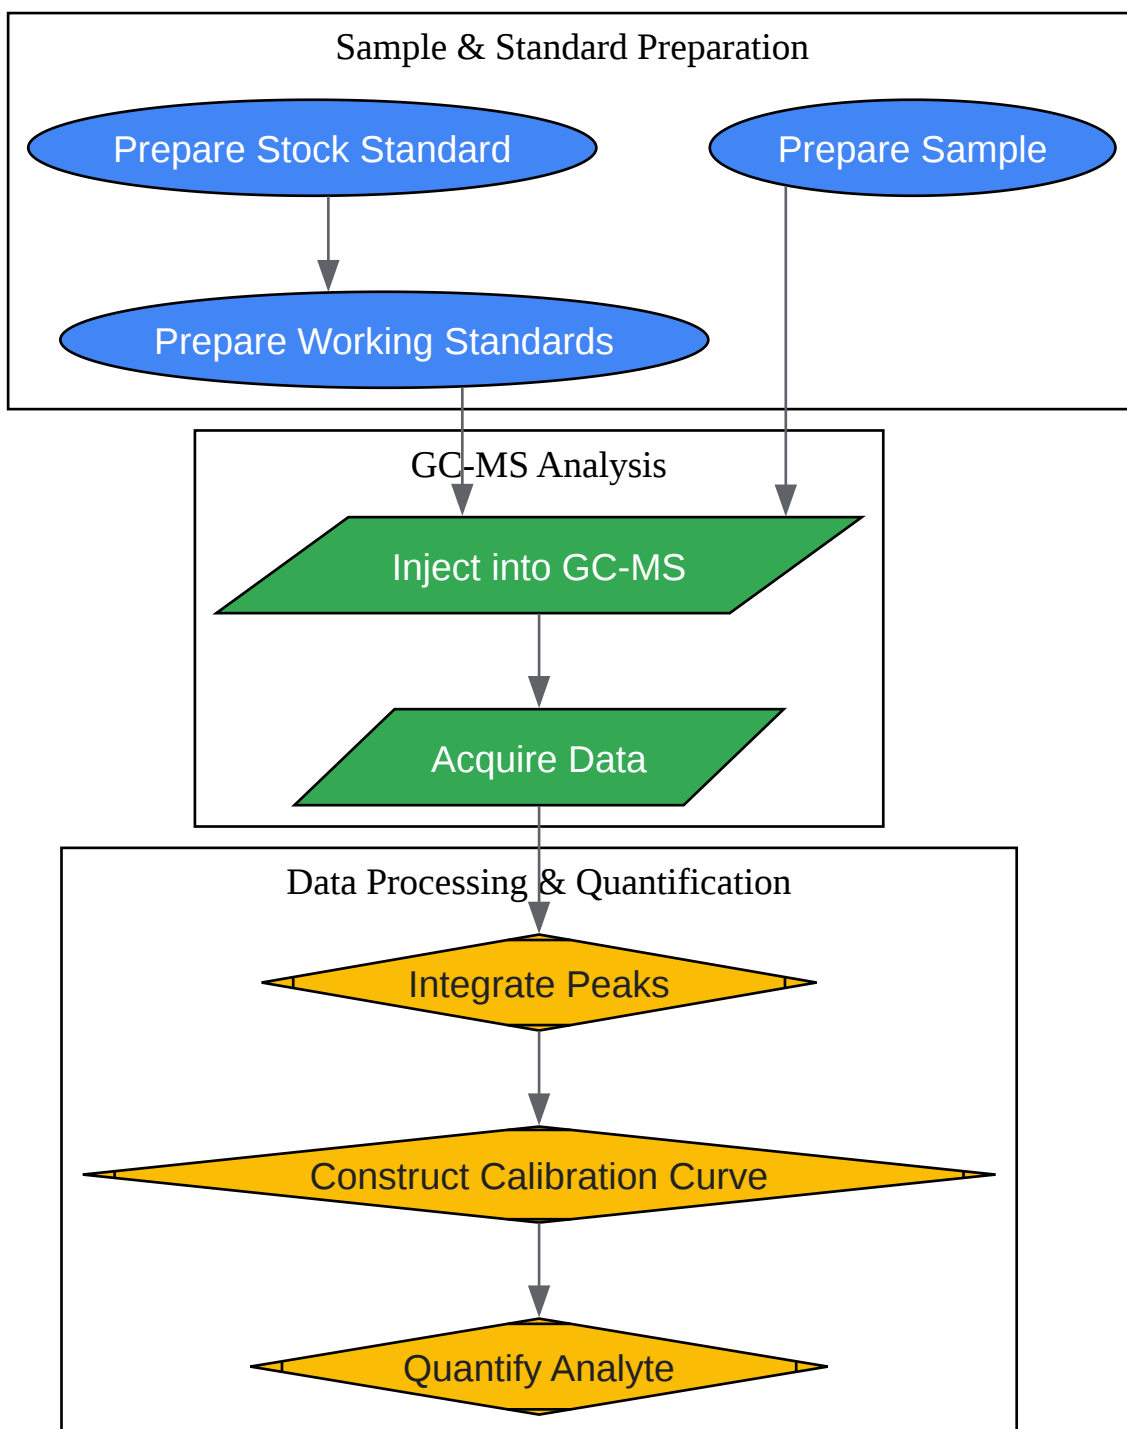 Sample & Standard Preparation
Prepare Stock Standard
Prepare Sample
Prepare Working Standards
GC-MS Analysis
Inject into GC-MS
Acquire Data
Data Processing & Quantification
Integrate Peaks
Construct Calibration Curve
Quantify Analyte